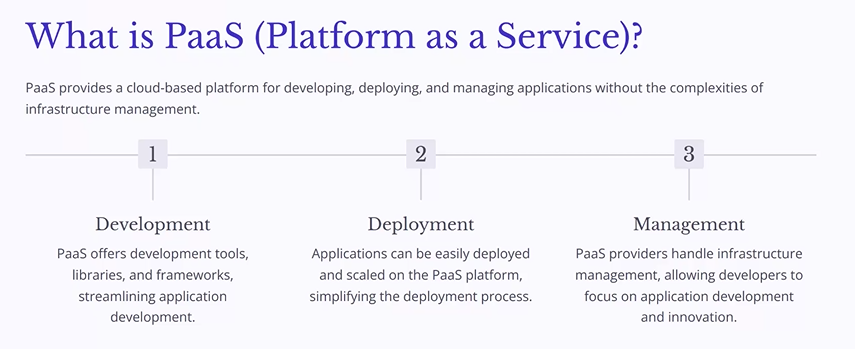 What is PaaS (Platform as a Service)?
PaaS provides a cloud-based platform for developing, deploying, and managing applications without the complexities of
infrastructure management.
1
Development
PaaS offers development tools,
libraries, and frameworks,
streamlining application
development.
2
Deployment
Applications can be easily deployed
and scaled on the PaaS platform,
simplifying the deployment process.
3
Management
PaaS providers handle infrastructure
management, allowing developers to
focus on application development
and innovation.